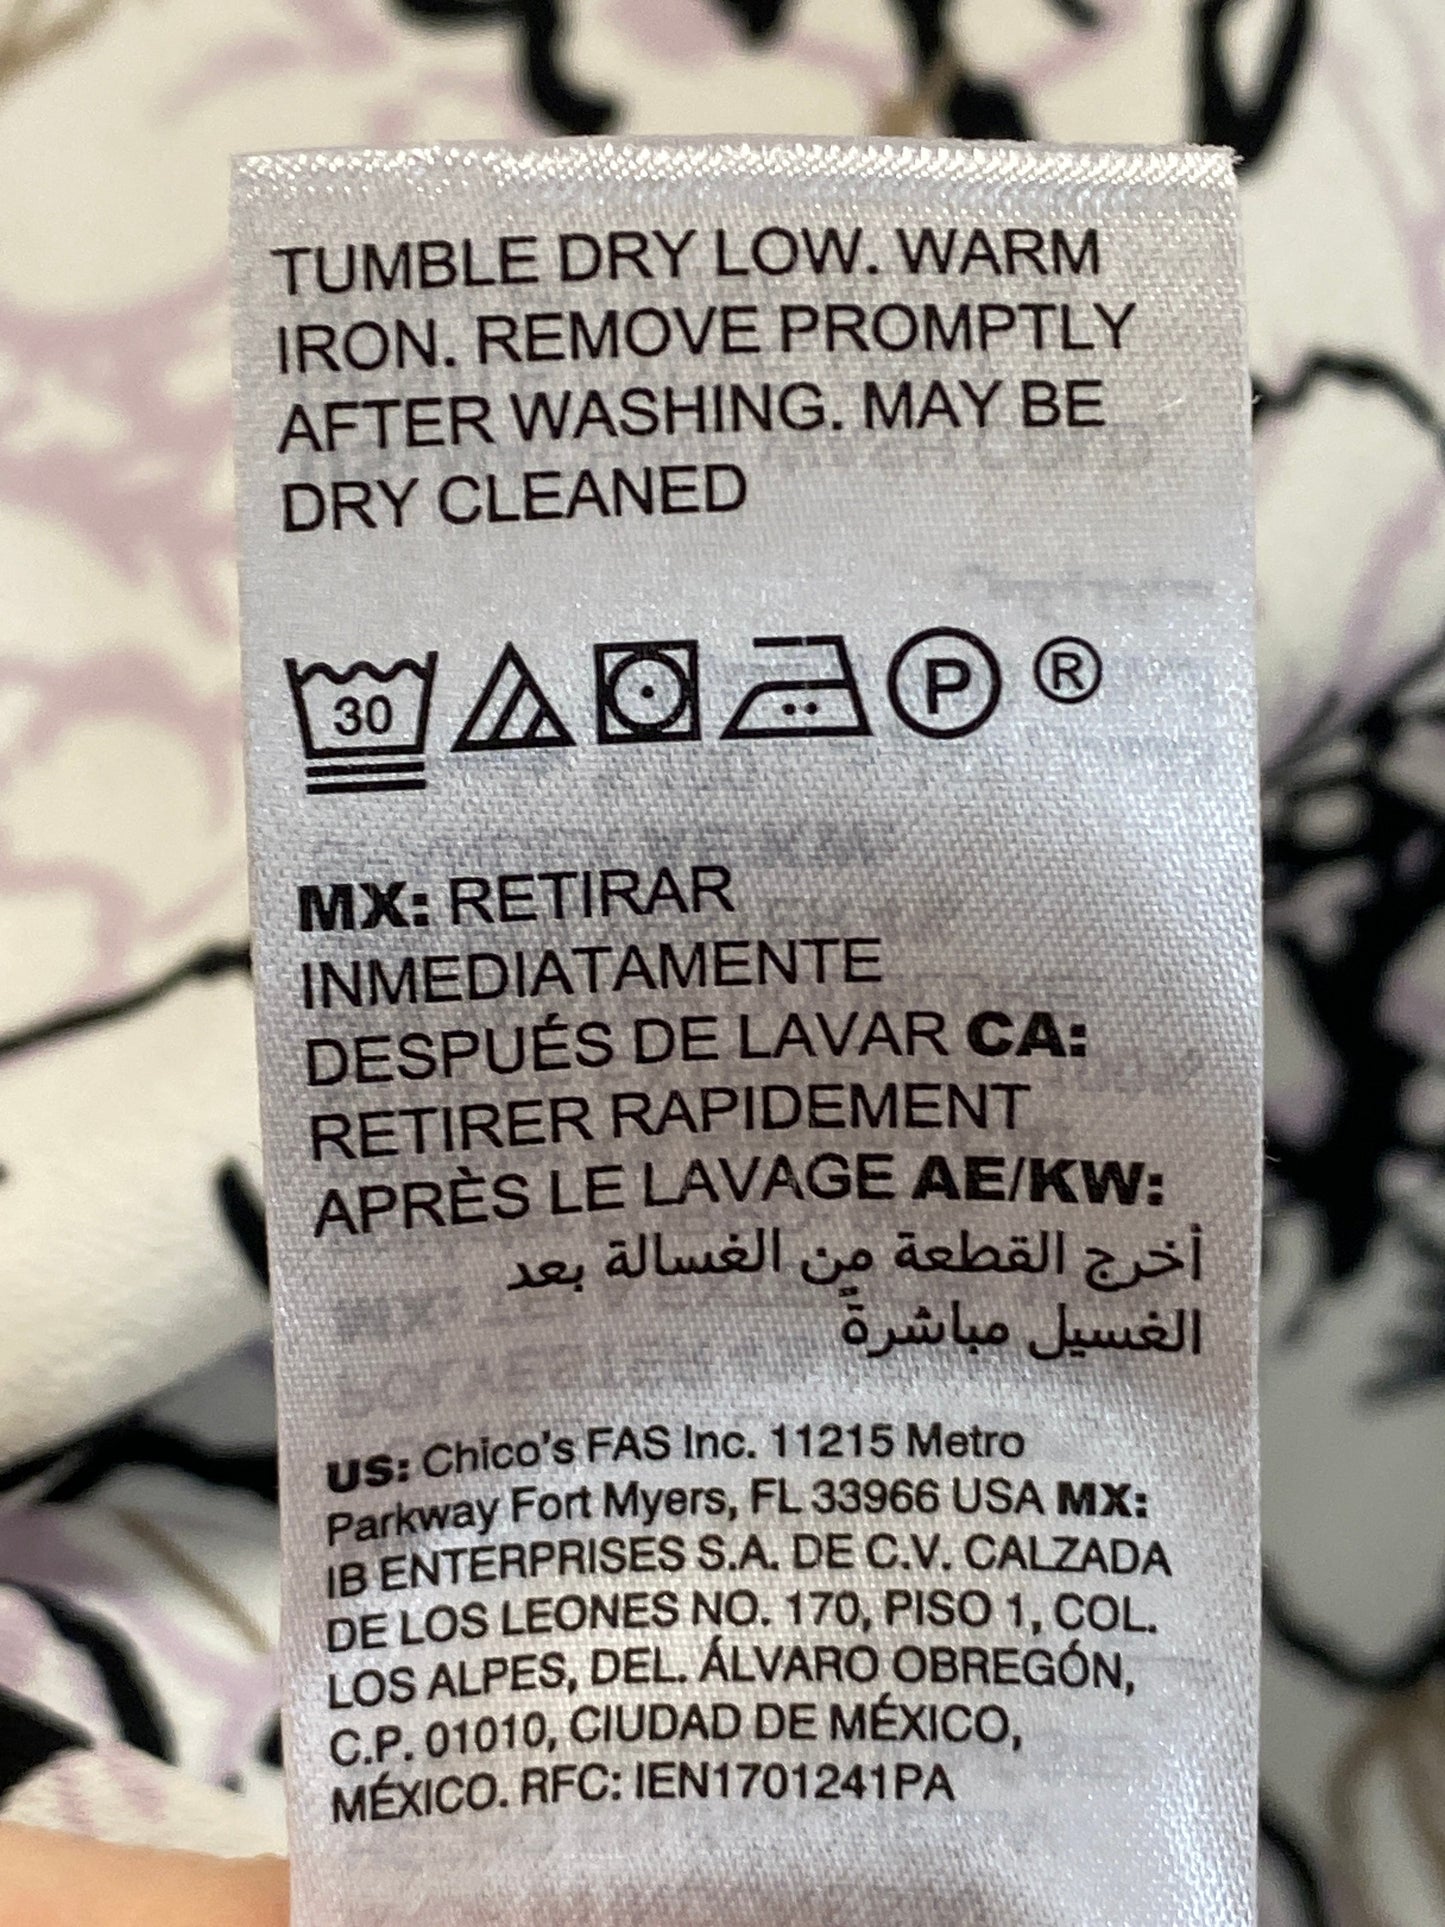 TUMBLE DRY LOW. WARM
IRON. REMOVE PROMPTLY
AFTER WASHING. MAY BE
DRY CLEANED
30 P ®
MX: RETIRAR
INMEDIATAMENTE
DESPUÉS DE LAVAR CA:
RETIRER RAPIDEMENT
APRÈS LE LAVAGE AE/KW:
أخرج القطعة من الغسالة بعد
الغسيل مباشرةً
US: Chico's FAS Inc. 11215 Metro
Parkway Fort Myers, FL 33966 USA MX:
IB ENTERPRISES S.A. DE C.V. CALZADA
DE LOS LEONES NO. 170, PISO 1, COL.
LOS ALPES, DEL. ÁLVARO OBREGÓN,
C.P. 01010, CIUDAD DE MÉXICO,
MÉXICO. RFC: IEN1701241PA